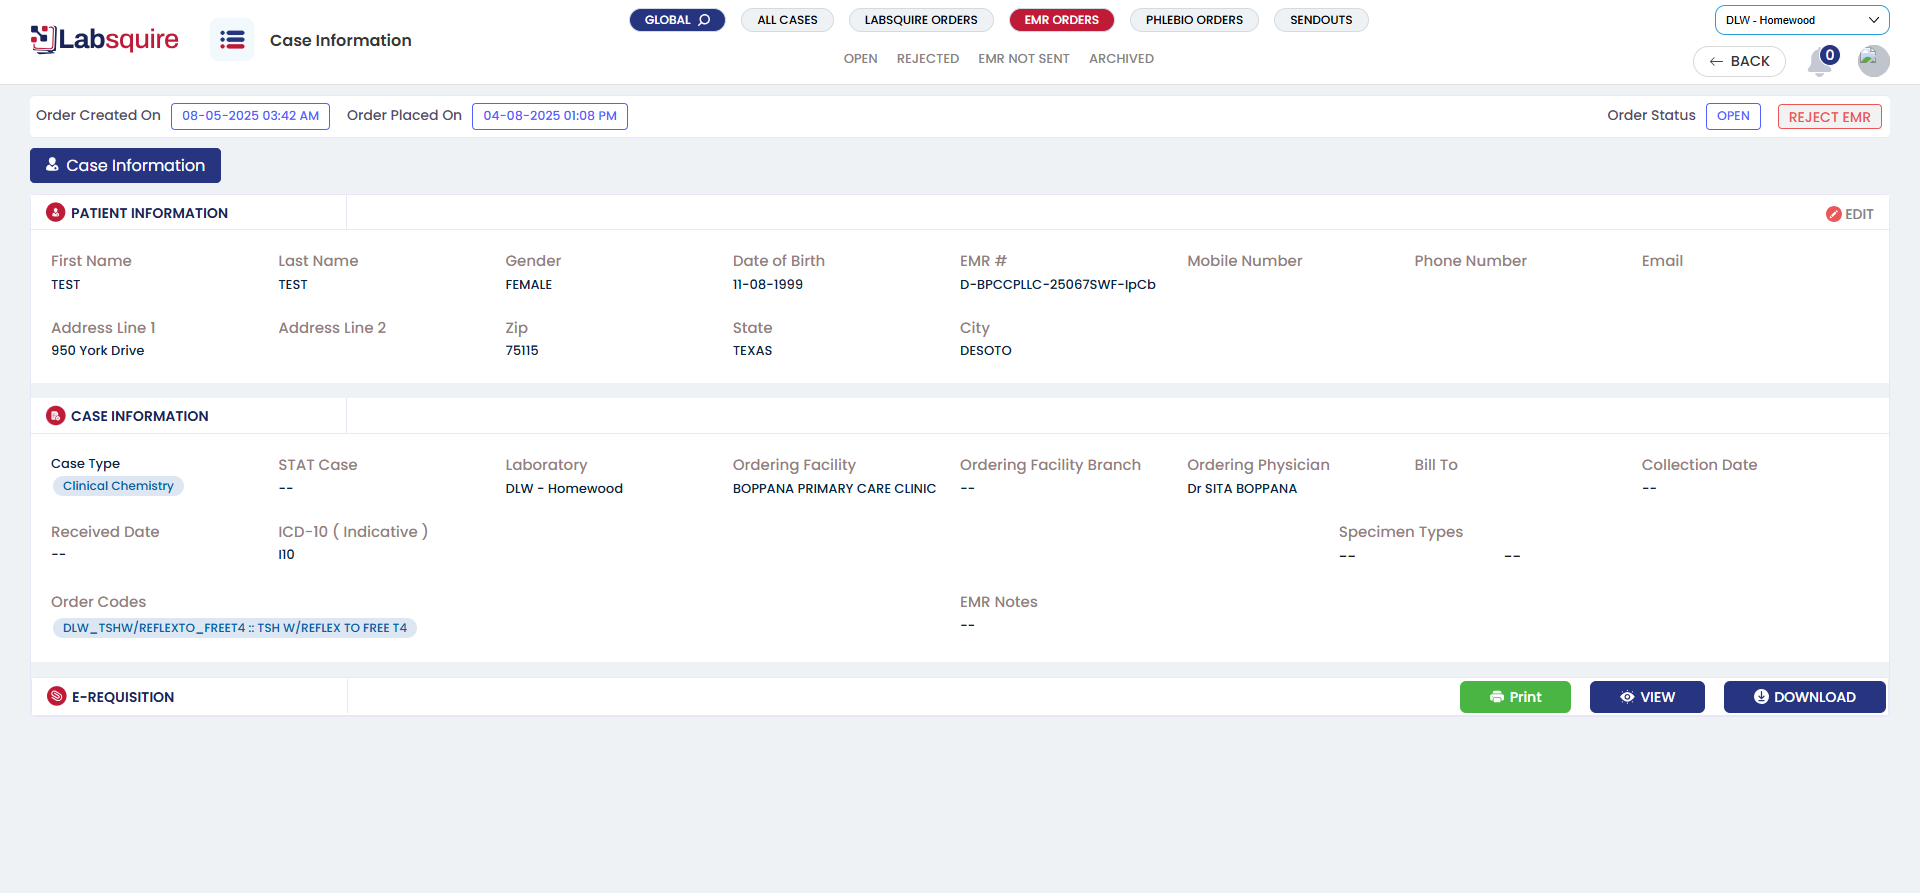 Labsquire
Case Information
GLOBAL
ALL CASES
LABSQUIRE ORDERS
EMR ORDERS
PHLEBIO ORDERS
SENDOUTS
OPEN
REJECTED
EMR NOT SENT
ARCHIVED
DLW - Homewood
BACK
0
Order Created On 08-05-2025 03:42 AM Order Placed On 04-08-2025 01:08 PM
Order Status OPEN REJECT EMR
Case Information
PATIENT INFORMATION
EDIT
First Name Last Name Gender Date of Birth EMR # Mobile Number Phone Number Email
TEST TEST FEMALE 11-08-1999 D-BPCCPLLC-25067SWF-IpCb
Address Line 1 Address Line 2 Zip State City
950 York Drive 75115 TEXAS DESOTO
CASE INFORMATION
Case Type STAT Case Laboratory Ordering Facility Ordering Facility Branch Ordering Physician Bill To Collection Date
Clinical Chemistry -- DLW - Homewood BOPPANA PRIMARY CARE CLINIC -- Dr SITA BOPPANA --
Received Date ICD-10 ( Indicative ) Specimen Types
-- I10 -- --
Order Codes EMR Notes
DLW_TSHW/REFLEXTO_FREET4 :: TSH W/REFLEX TO FREE T4 --
E-REQUISITION
Print VIEW DOWNLOAD